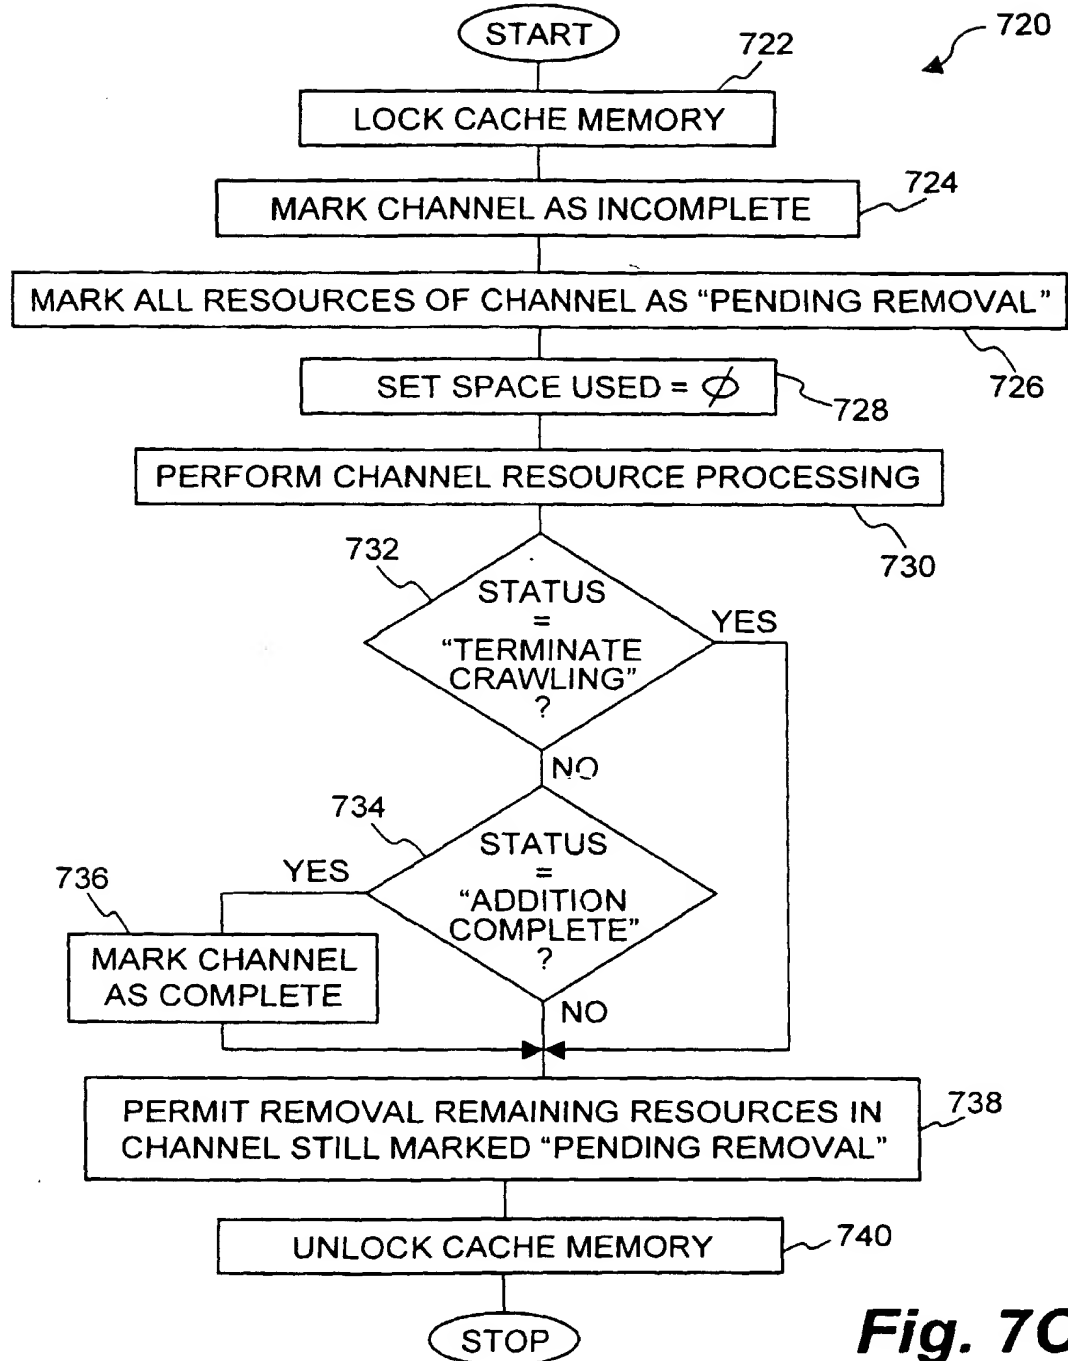 START
720
722
LOCK CACHE MEMORY
724
MARK CHANNEL AS INCOMPLETE
MARK ALL RESOURCES OF CHANNEL AS “PENDING REMOVAL”
726
SET SPACE USED = ∅
728
PERFORM CHANNEL RESOURCE PROCESSING
730
732
STATUS
=
“TERMINATE
CRAWLING”
?
YES
NO
734
STATUS
=
“ADDITION
COMPLETE”
?
YES
736
MARK CHANNEL
AS COMPLETE
NO
PERMIT REMOVAL REMAINING RESOURCES IN
CHANNEL STILL MARKED “PENDING REMOVAL”
738
UNLOCK CACHE MEMORY
740
STOP
Fig. 7C